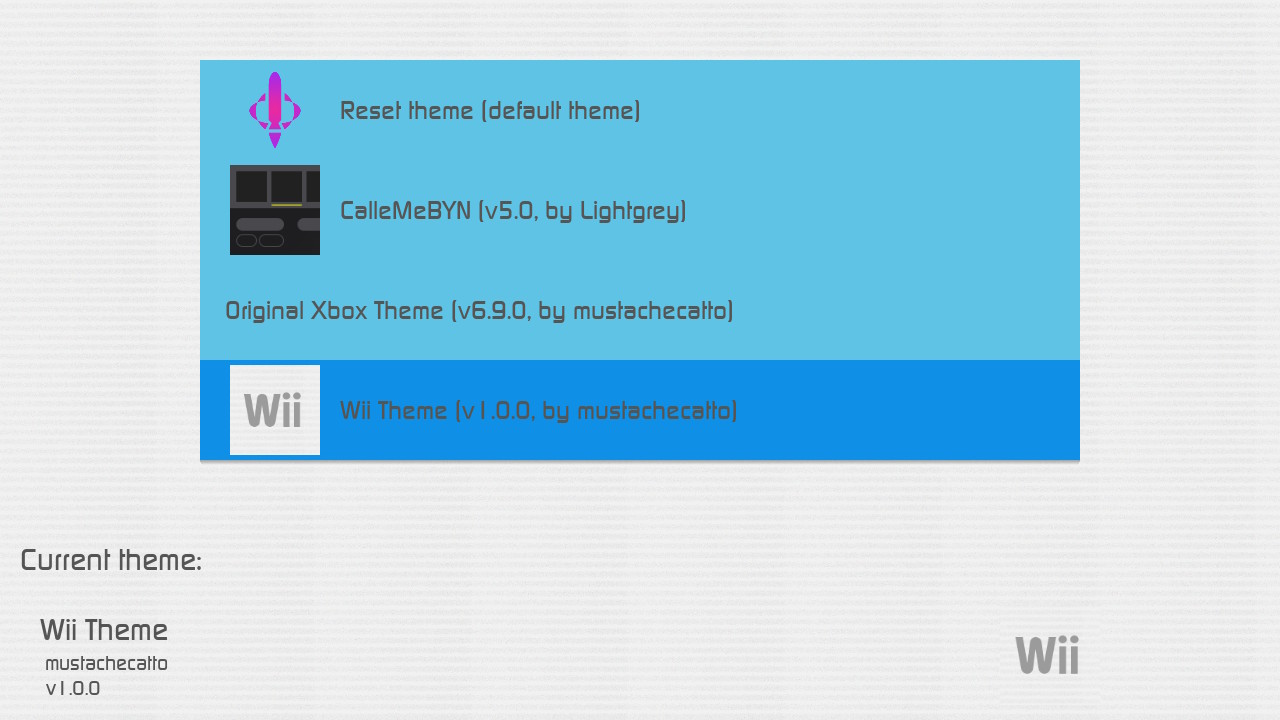 Reset theme (default theme)
CalleMeBYN (v5.0, by Lightgrey)
Original Xbox Theme (v6.9.0, by mustachecatto)
Wii
Wii Theme (v1.0.0, by mustachecatto)
Current theme:
Wii Theme
mustachecatto
v1.0.0
Wii